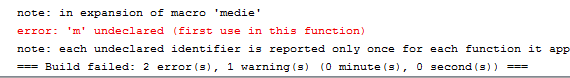 note: in expansion of macro 'medie'
error: 'm' undeclared (first use in this function)
note: each undeclared identifier is reported only once for each function it app
=== Build failed: 2 error(s), 1 warning(s) (0 minute(s), 0 second(s)) ===